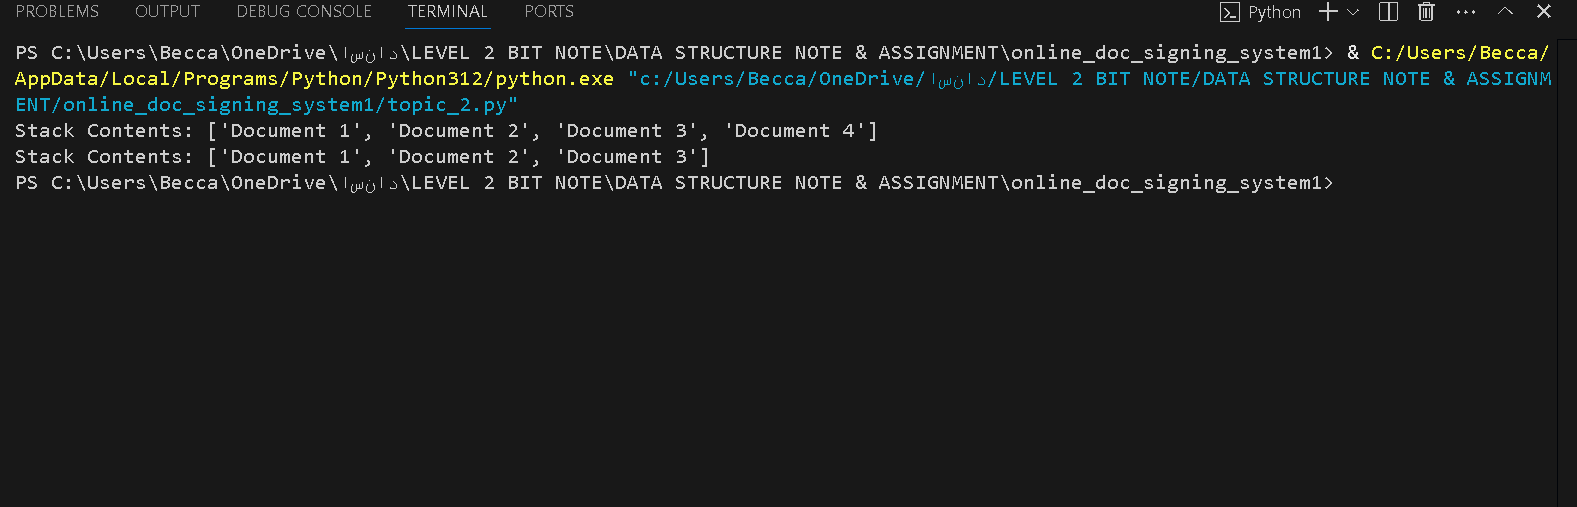 PROBLEMS OUTPUT DEBUG CONSOLE TERMINAL PORTS Python
PS C:\Users\Becca\OneDrive\اسناد\LEVEL 2 BIT NOTE\DATA STRUCTURE NOTE & ASSIGNMENT\online_doc_signing_system1> & C:/Users/Becca/
AppData/Local/Programs/Python/Python312/python.exe "c:/Users/Becca/OneDrive/اسناد/LEVEL 2 BIT NOTE/DATA STRUCTURE NOTE & ASSIGNM
ENT/online_doc_signing_system1/topic_2.py"
Stack Contents: ['Document 1', 'Document 2', 'Document 3', 'Document 4']
Stack Contents: ['Document 1', 'Document 2', 'Document 3']
PS C:\Users\Becca\OneDrive\اسناد\LEVEL 2 BIT NOTE\DATA STRUCTURE NOTE & ASSIGNMENT\online_doc_signing_system1>